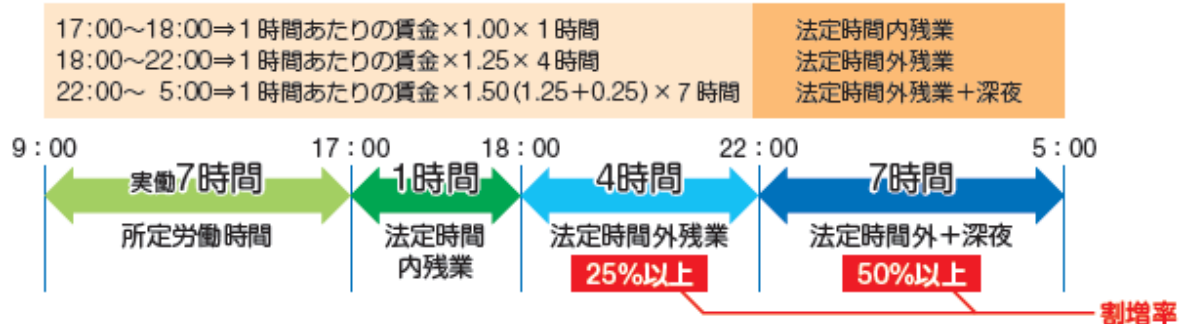 17:00〜18:00⇒1時間あたりの賃金×1.00×1時間 法定時間内残業
18:00〜22:00⇒1時間あたりの賃金×1.25×4時間 法定時間外残業
22:00〜 5:00⇒1時間あたりの賃金×1.50(1.25+0.25)×7時間 法定時間外残業+深夜
9:00 17:00 18:00 22:00 5:00
実働7時間 1時間 4時間 7時間
所定労働時間 法定時間 法定時間外残業 法定時間外+深夜
内残業 25%以上 50%以上
割増率